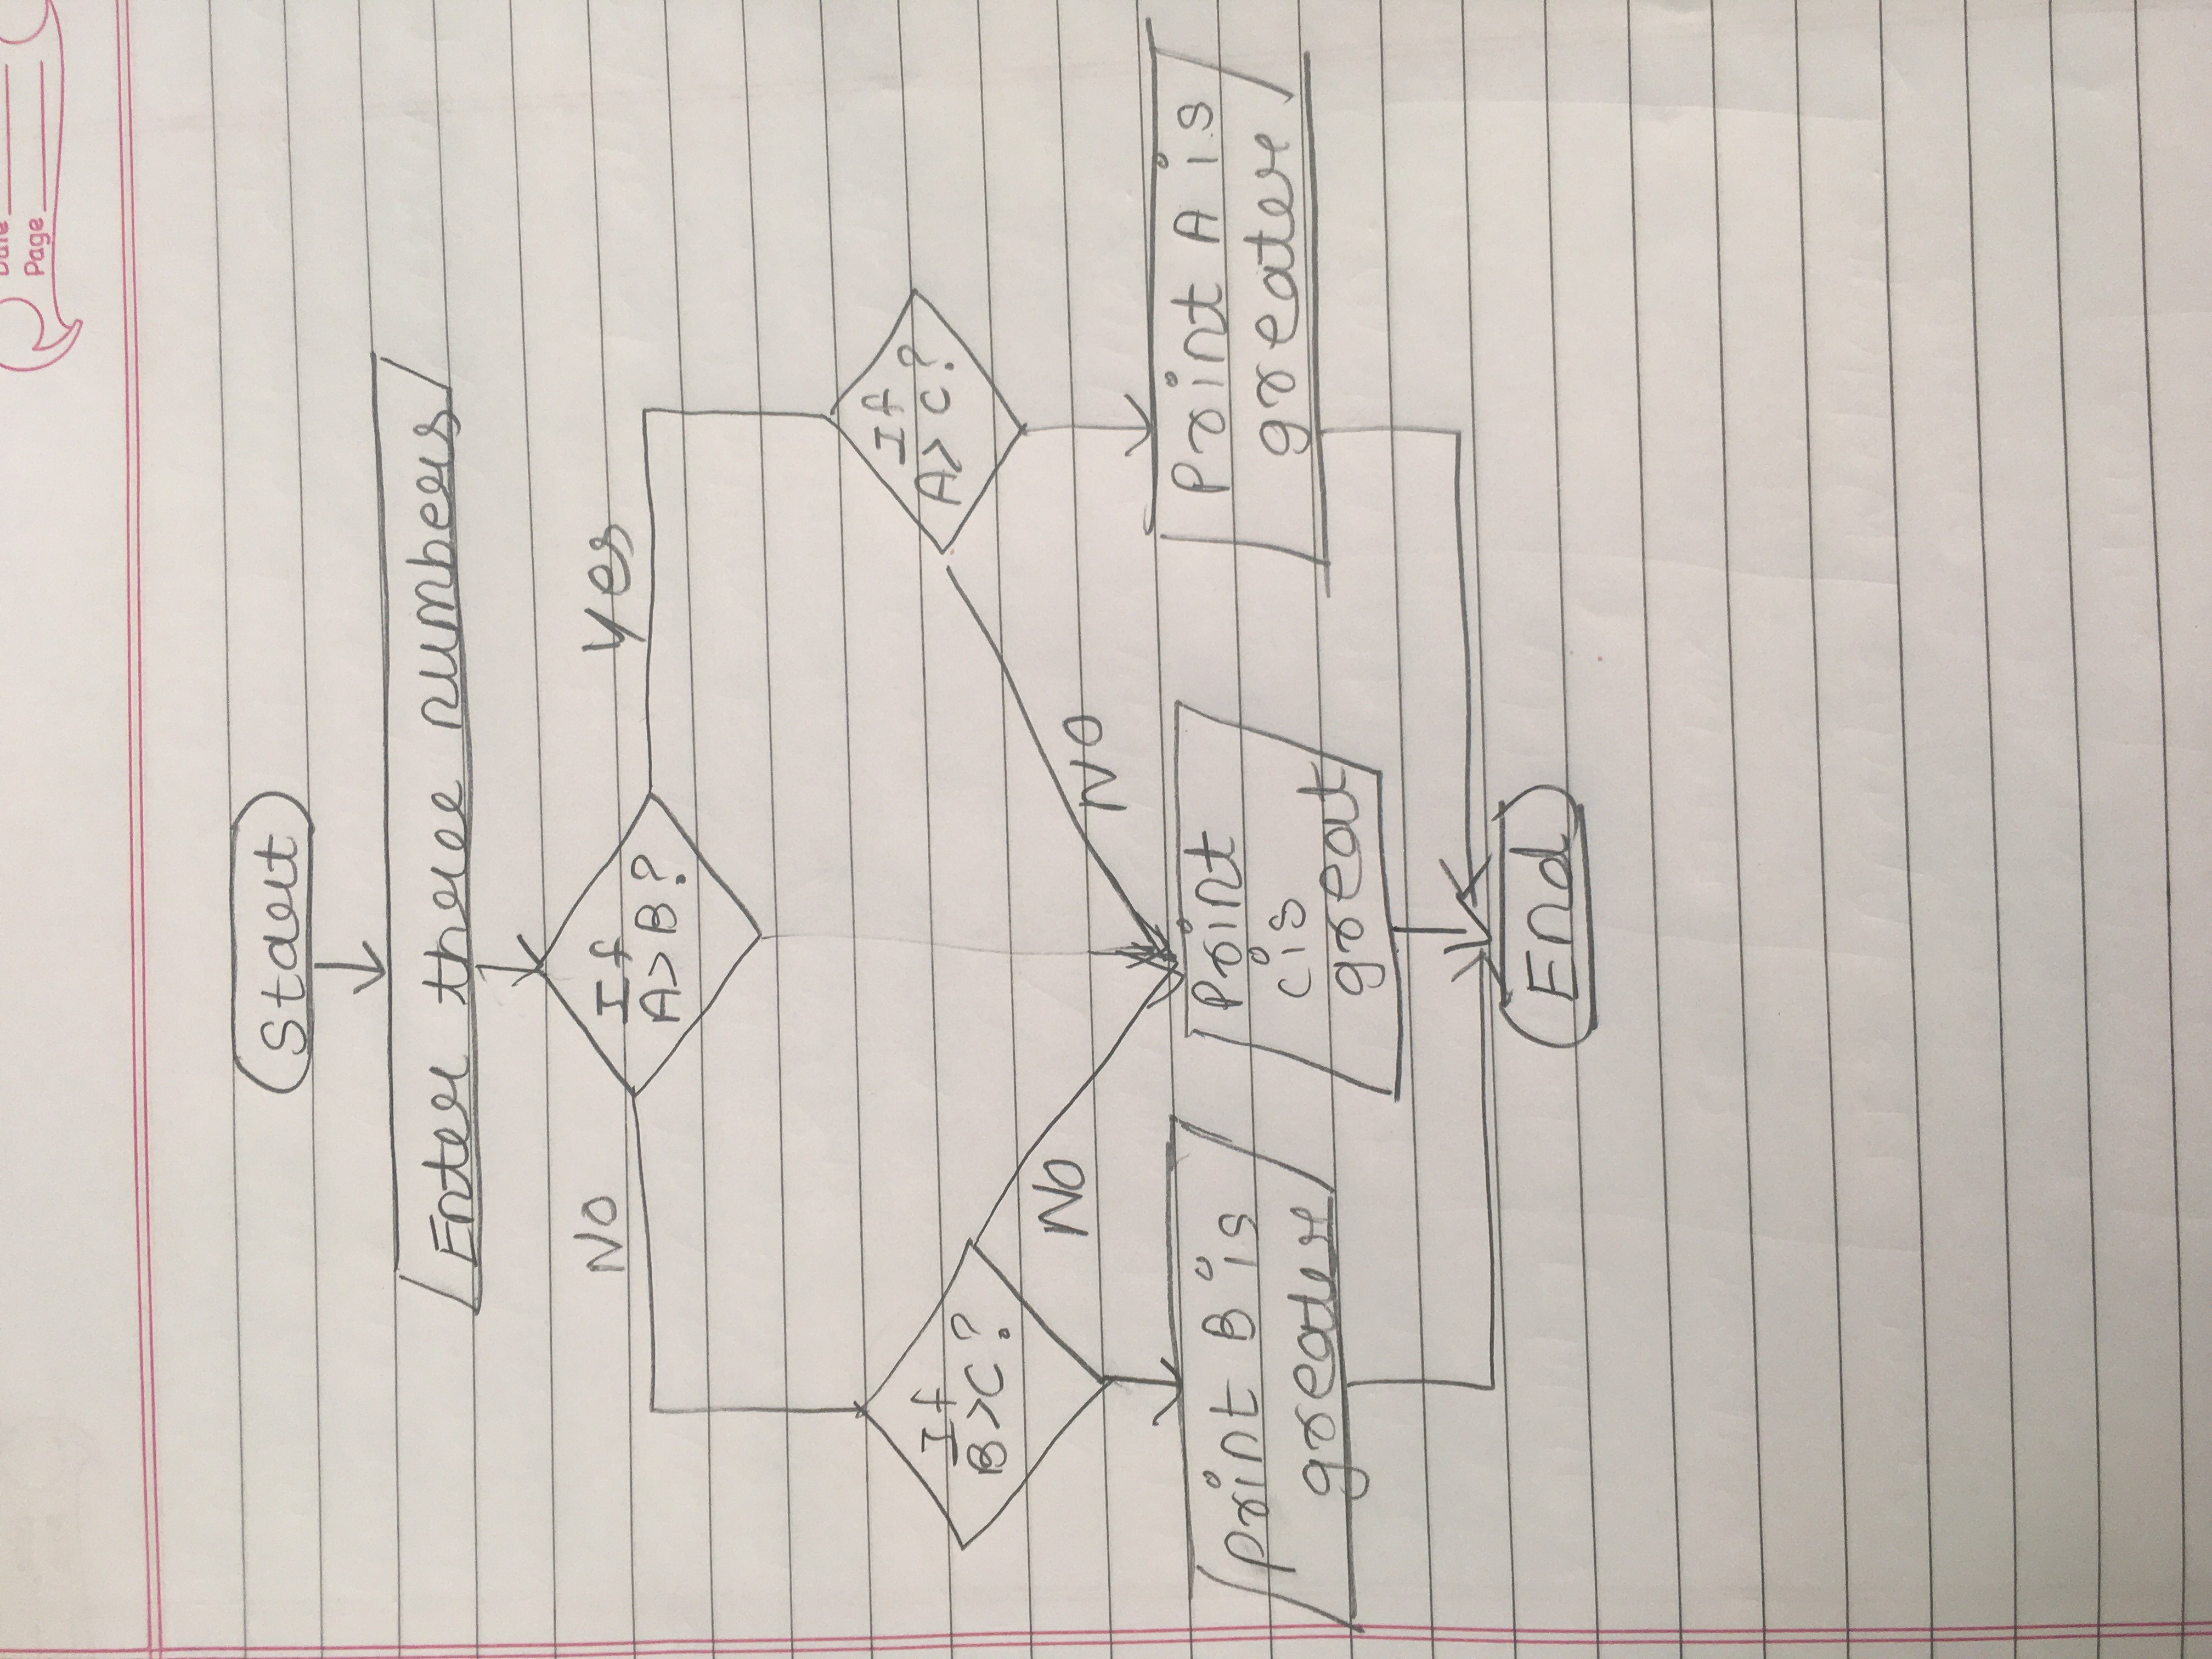 Date
Page
Start
Enter three numbers
NO
Yes
If
A>B?
If
B>C?
If
A>C?
NO
NO
print B is
greater
Print
c is
great
Print A is
greater
End